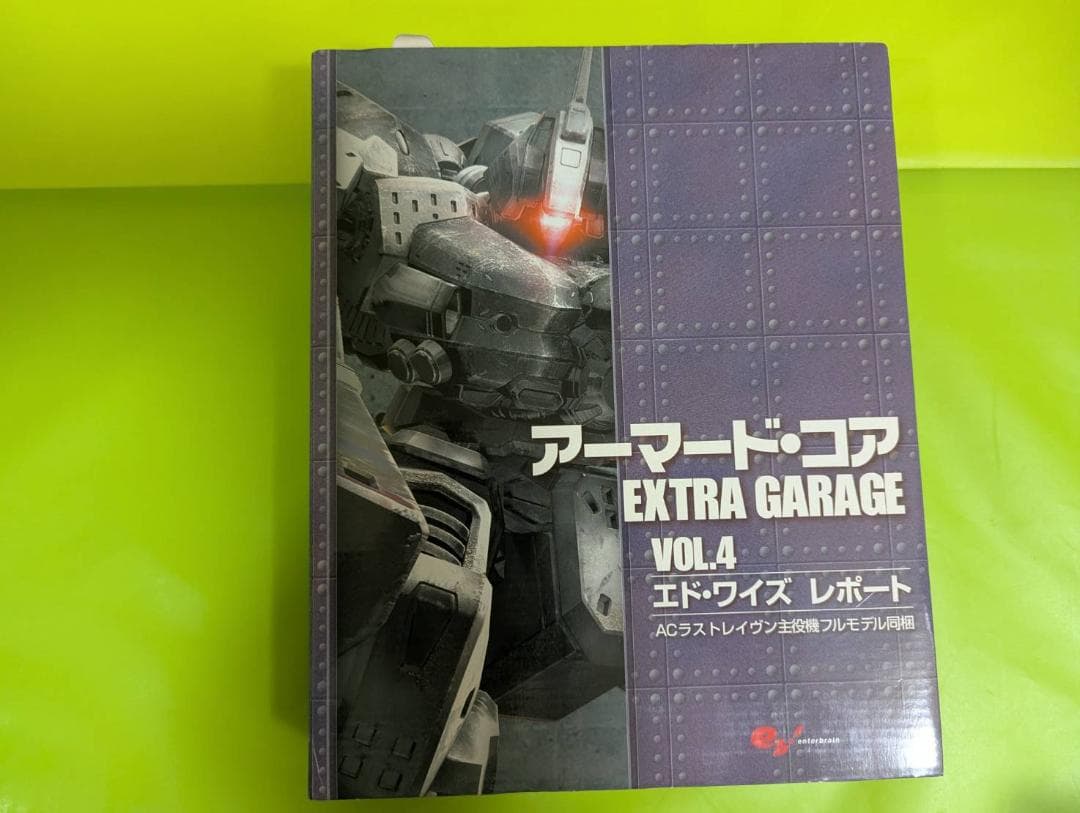 アーマード・コア
EXTRA GARAGE
VOL.4
エド・ワイズ レポート
ACラストレイヴン主役機フルモデル同梱
eb!
enterbrain